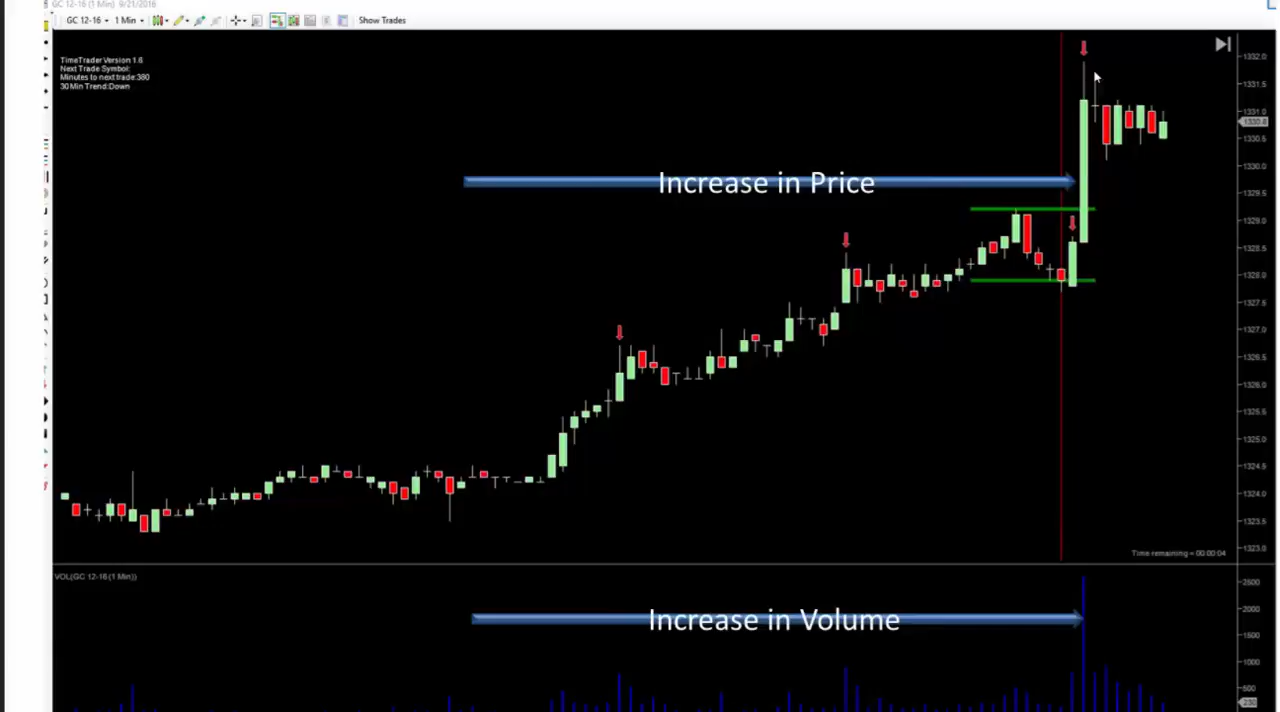 GC 12-16 (1 Min) 9/21/2016
GC 12-16 1 Min Show Trades
TimeTrader Version 1.6
Next Trade Symbol:
Minutes to next trade:380
30 Min Trend:Down
1332.0
1331.5
1331.0
1330.8
1330.5
1330.0
Increase in Price
1329.5
1329.0
1328.5
1328.0
1327.5
1327.0
1326.5
1326.0
1325.5
1325.0
1324.5
1324.0
1323.5
1323.0
Time remaining = 00:00:04
VOL(GC 12-16 (1 Min))
2500
2000
Increase in Volume
1500
1000
500
230